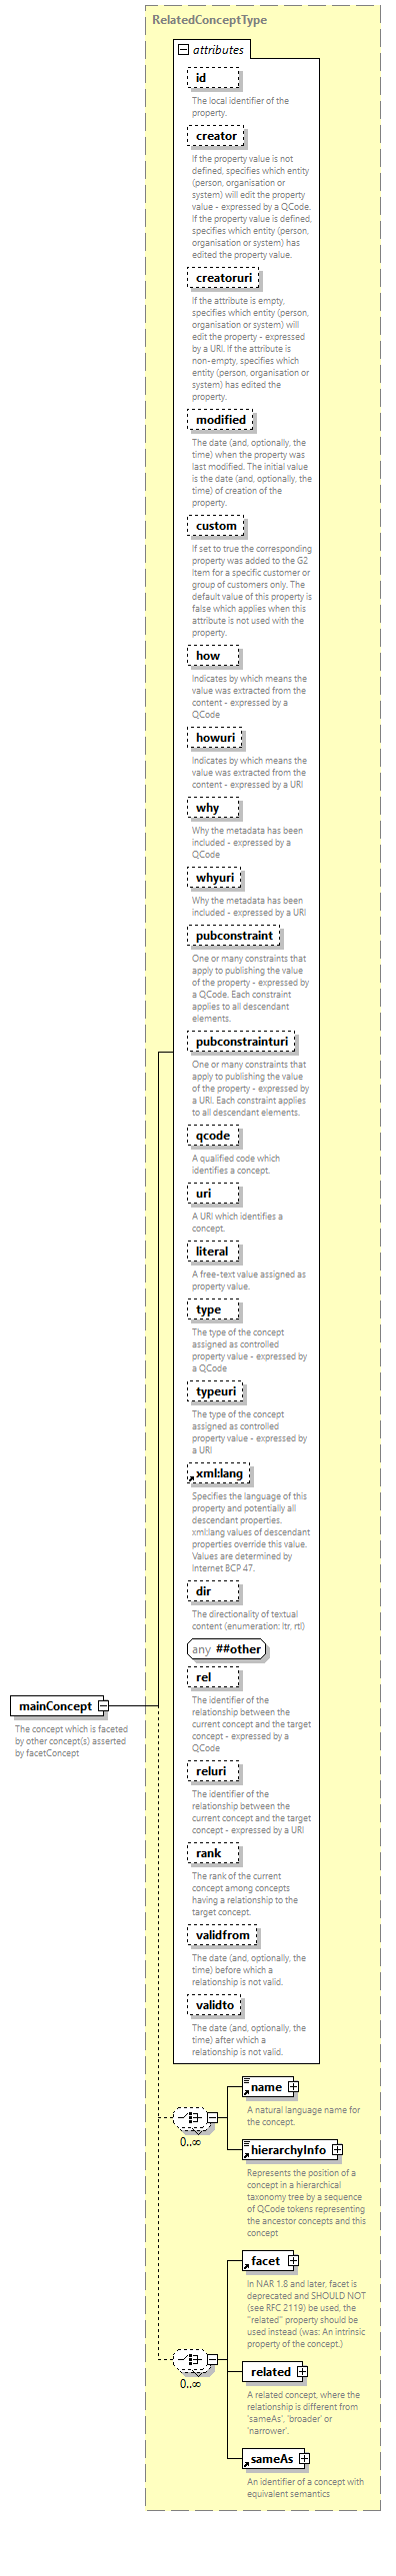 RelatedConceptType
attributes
id
The local identifier of the
property.
creator
If the property value is not
defined, specifies which entity
(person, organisation or
system) will edit the property
value - expressed by a QCode.
If the property value is defined,
specifies which entity (person,
organisation or system) has
edited the property value.
creatoruri
If the attribute is empty,
specifies which entity (person,
organisation or system) will
edit the property - expressed
by a URI. If the attribute is
non-empty, specifies which
entity (person, organisation or
system) has edited the
property.
modified
The date (and, optionally, the
time) when the property was
last modified. The initial value
is the date (and, optionally, the
time) of creation of the
property.
custom
If set to true the corresponding
property was added to the G2
Item for a specific customer or
group of customers only. The
default value of this property is
false which applies when this
attribute is not used with the
property.
how
Indicates by which means the
value was extracted from the
content - expressed by a
QCode
howuri
Indicates by which means the
value was extracted from the
content - expressed by a URI
why
Why the metadata has been
included - expressed by a
QCode
whyuri
Why the metadata has been
included - expressed by a URI
pubconstraint
One or many constraints that
apply to publishing the value
of the property - expressed by
a QCode. Each constraint
applies to all descendant
elements.
pubconstrainturi
One or many constraints that
apply to publishing the value
of the property - expressed by
a URI. Each constraint applies
to all descendant elements.
qcode
A qualified code which
identifies a concept.
uri
A URI which identifies a
concept.
literal
A free-text value assigned as
property value.
type
The type of the concept
assigned as controlled
property value - expressed by
a QCode
typeuri
The type of the concept
assigned as controlled
property value - expressed by
a URI
xml:lang
Specifies the language of this
property and potentially all
descendant properties.
xml:lang values of descendant
properties override this value.
Values are determined by
Internet BCP 47.
dir
The directionality of textual
content (enumeration: ltr, rtl)
any ##other
rel
The identifier of the
relationship between the
current concept and the target
concept - expressed by a
QCode
mainConcept
The concept which is faceted
by other concept(s) asserted
by facetConcept
reluri
The identifier of the
relationship between the
current concept and the target
concept - expressed by a URI
rank
The rank of the current
concept among concepts
having a relationship to the
target concept.
validfrom
The date (and, optionally, the
time) before which a
relationship is not valid.
validto
The date (and, optionally, the
time) after which a
relationship is not valid.
name
A natural language name for
the concept.
0..∞
hierarchyInfo
Represents the position of a
concept in a hierarchical
taxonomy tree by a sequence
of QCode tokens representing
the ancestor concepts and this
concept
facet
In NAR 1.8 and later, facet is
deprecated and SHOULD NOT
(see RFC 2119) be used, the
"related" property should be
used instead (was: An intrinsic
property of the concept.)
0..∞
related
A related concept, where the
relationship is different from
'sameAs', 'broader' or
'narrower'.
sameAs
An identifier of a concept with
equivalent semantics